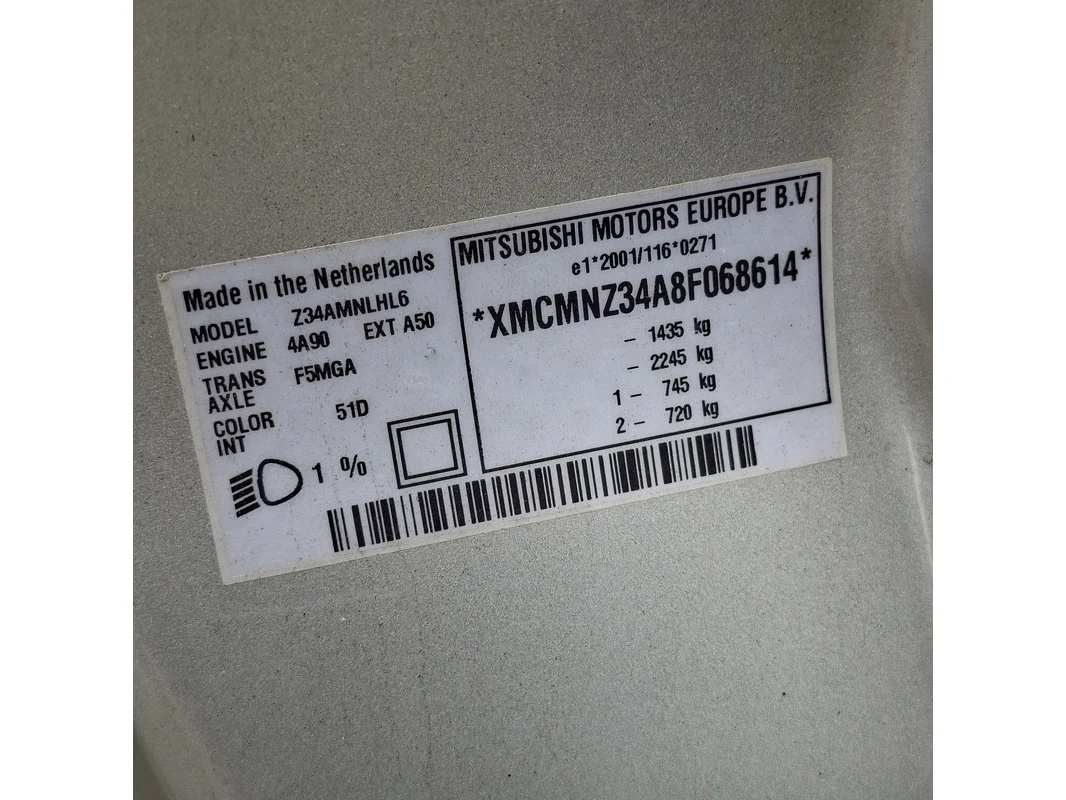 Made in the Netherlands
MODEL Z34AMNLHL6
ENGINE 4A90 EXT A50
TRANS F5MGA
AXLE
COLOR 51D
INT
1 %
MITSUBISHI MOTORS EUROPE B.V.
e1*2001/116*0271
*XMCMNZ34A8F068614*
– 1435 kg
– 2245 kg
1 – 745 kg
2 – 720 kg